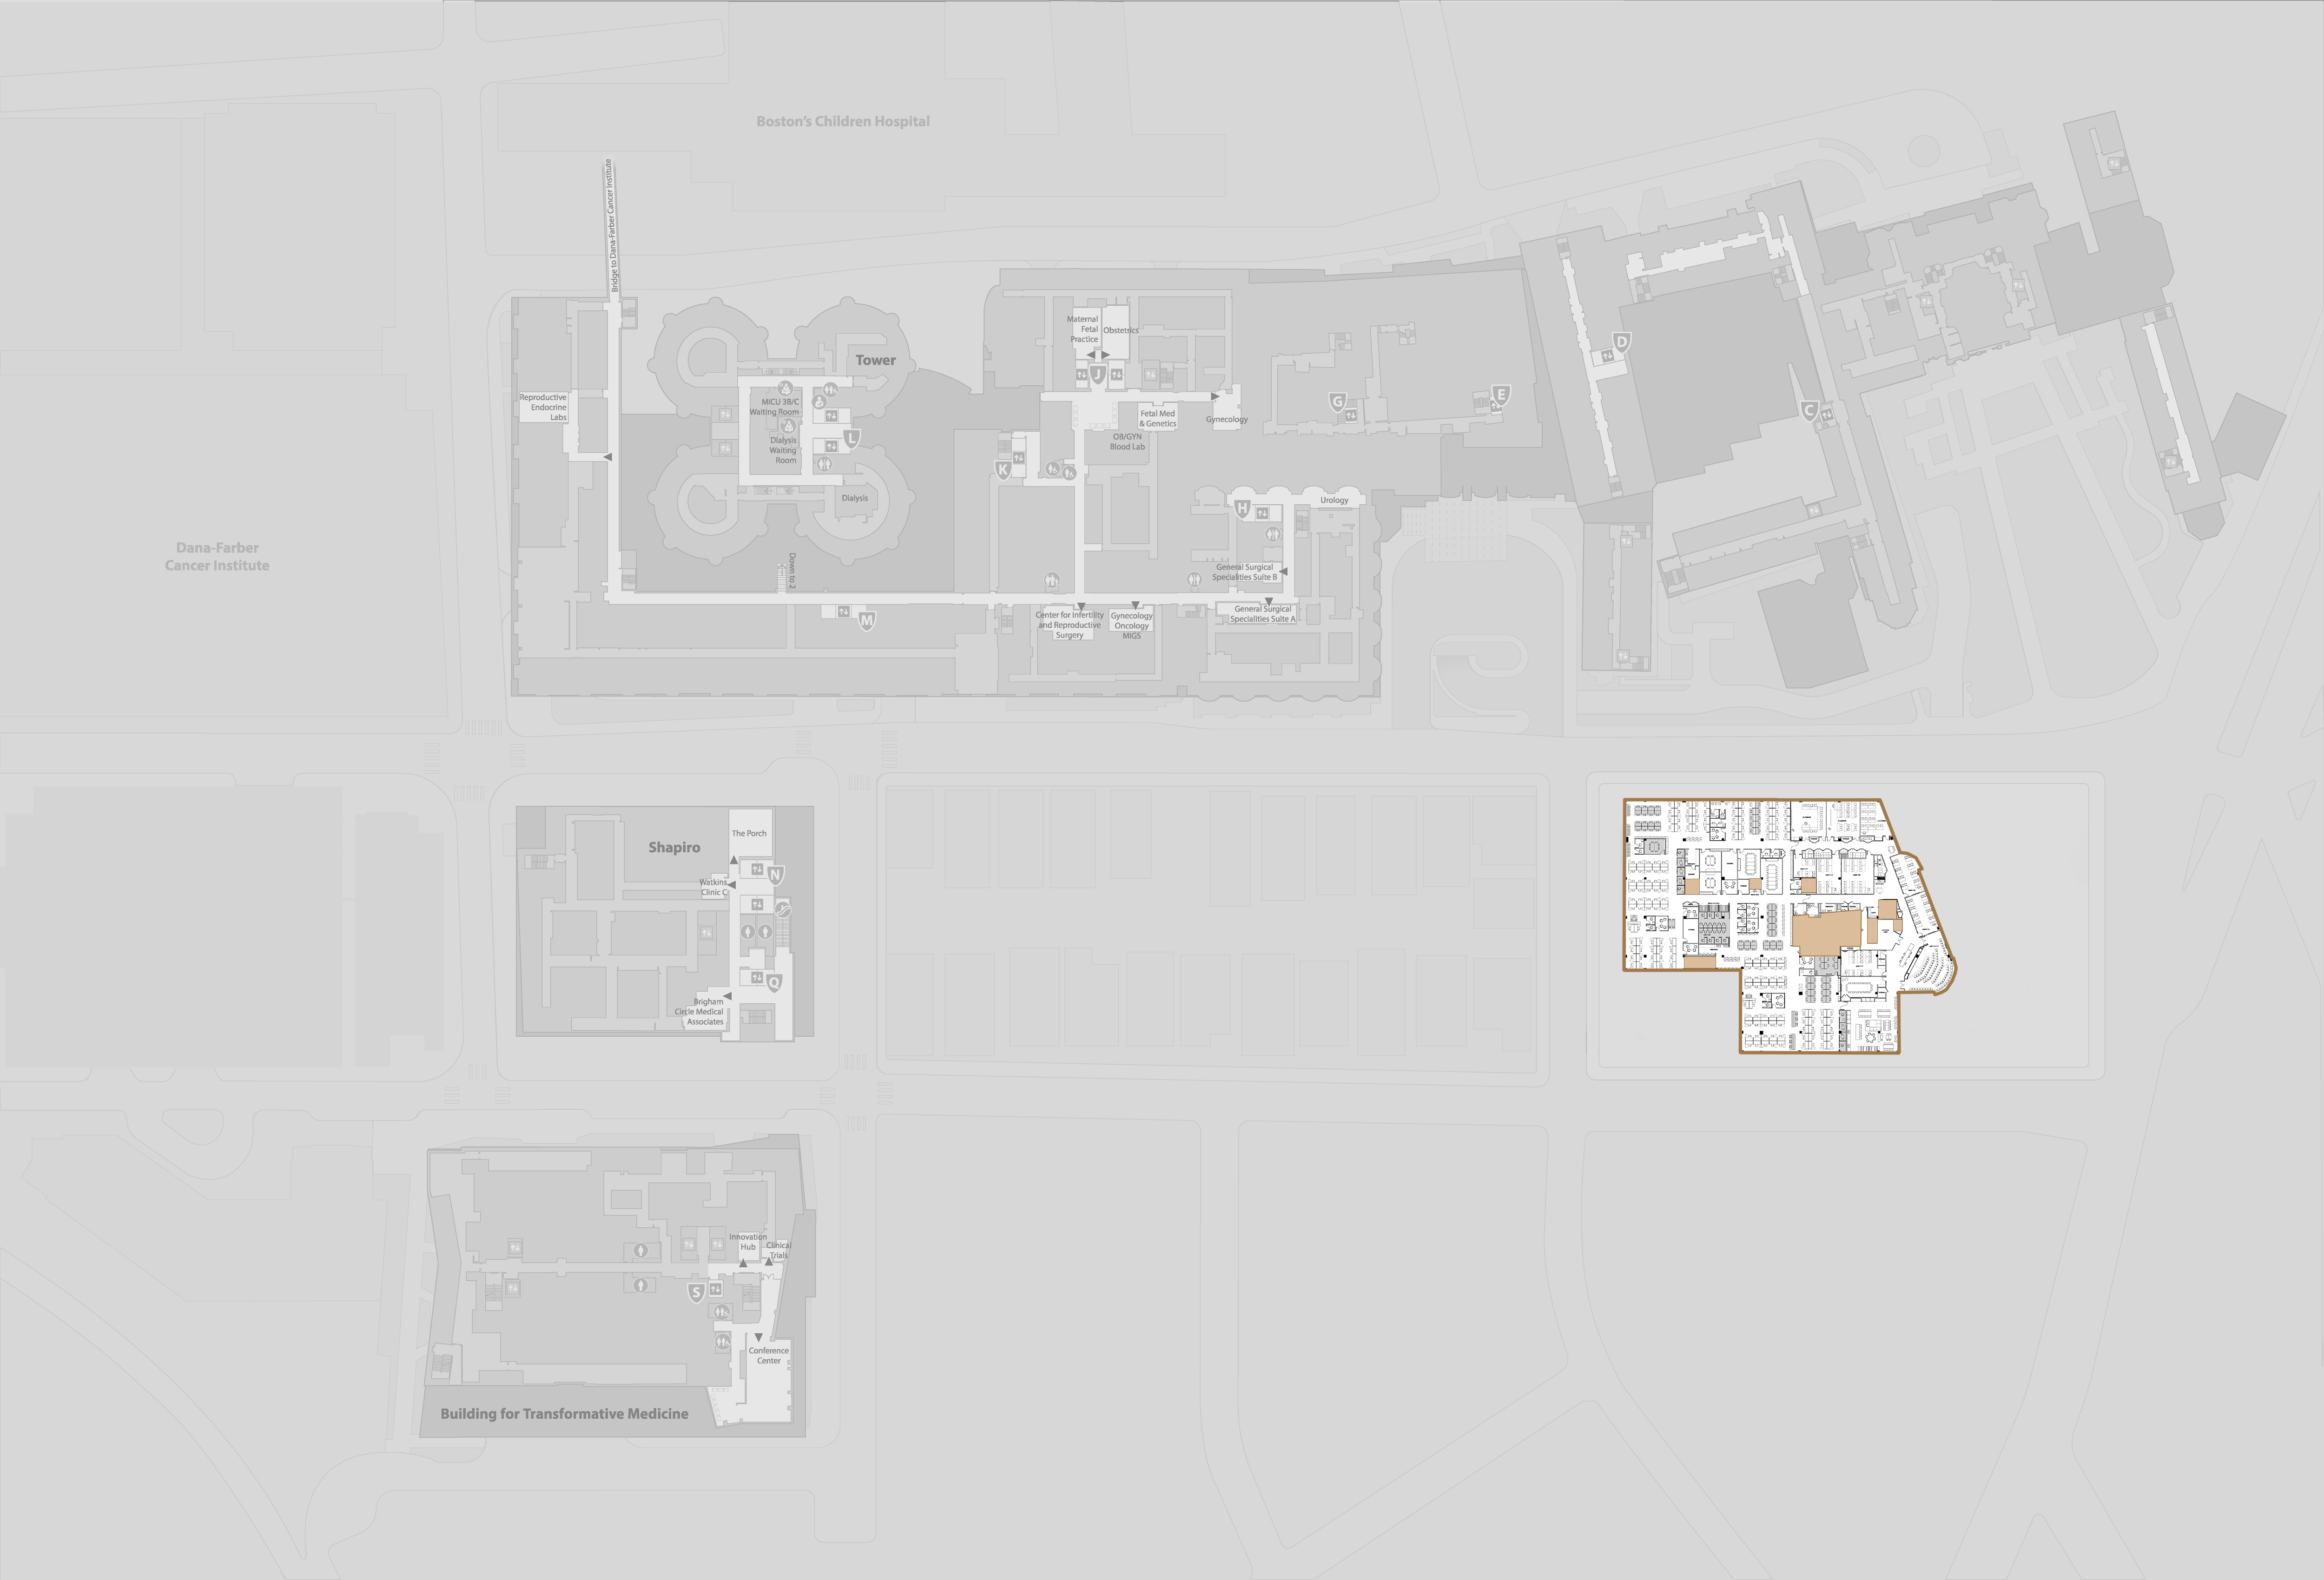 Boston's Children Hospital
Bridge to Dana-Farber Cancer Institute
Dana-Farber
Cancer Institute
Reproductive
Endocrine
Labs
Tower
MICU 3B/C
Waiting Room
Dialysis
Waiting
Room
L
Dialysis
Down to 2
M
Maternal
Fetal
Practice
Obstetrics
J
Fetal Med
& Genetics
Gynecology
OB/GYN
Blood Lab
K
H
Urology
General Surgical
Specialities Suite B
General Surgical
Specialities Suite A
Center for Infertility
and Reproductive
Surgery
Gynecology
Oncology
MIGS
G
E
D
C
Shapiro
The Porch
N
Watkins
Clinic C
Q
Brigham
Circle Medical
Associates
Innovation
Hub
Clinical
Trials
S
Conference
Center
Building for Transformative Medicine